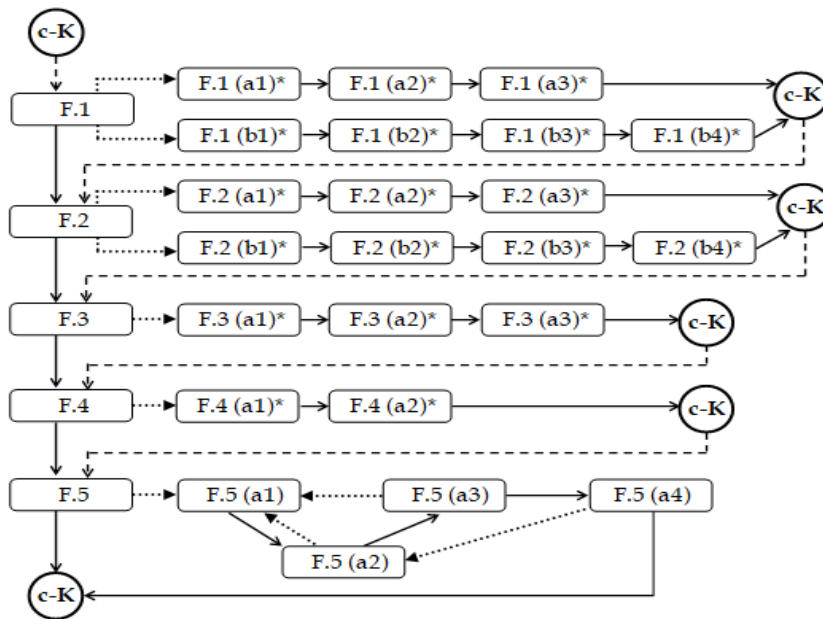 c-K
F.1 (a1)* F.1 (a2)* F.1 (a3)*
c-K
F.1
F.1 (b1)* F.1 (b2)* F.1 (b3)* F.1 (b4)*
F.2 (a1)* F.2 (a2)* F.2 (a3)*
c-K
F.2
F.2 (b1)* F.2 (b2)* F.2 (b3)* F.2 (b4)*
F.3 F.3 (a1)* F.3 (a2)* F.3 (a3)* c-K
F.4 F.4 (a1)* F.4 (a2)* c-K
F.5 F.5 (a1) F.5 (a3) F.5 (a4)
F.5 (a2)
c-K